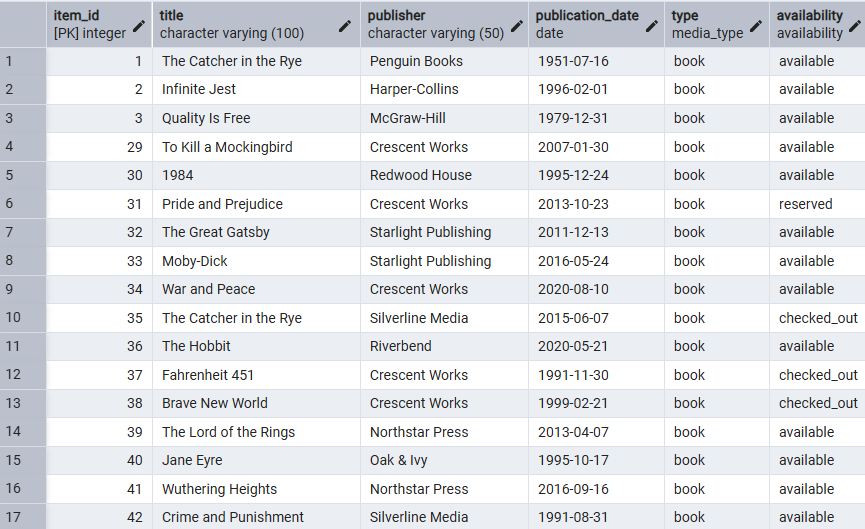 item_id title publisher publication_date type availability
[PK] integer character varying (100) character varying (50) date media_type availability
1 1 The Catcher in the Rye Penguin Books 1951-07-16 book available
2 2 Infinite Jest Harper-Collins 1996-02-01 book available
3 3 Quality Is Free McGraw-Hill 1979-12-31 book available
4 29 To Kill a Mockingbird Crescent Works 2007-01-30 book available
5 30 1984 Redwood House 1995-12-24 book available
6 31 Pride and Prejudice Crescent Works 2013-10-23 book reserved
7 32 The Great Gatsby Starlight Publishing 2011-12-13 book available
8 33 Moby-Dick Starlight Publishing 2016-05-24 book available
9 34 War and Peace Crescent Works 2020-08-10 book available
10 35 The Catcher in the Rye Silverline Media 2015-06-07 book checked_out
11 36 The Hobbit Riverbend 2020-05-21 book available
12 37 Fahrenheit 451 Crescent Works 1991-11-30 book checked_out
13 38 Brave New World Crescent Works 1999-02-21 book checked_out
14 39 The Lord of the Rings Northstar Press 2013-04-07 book available
15 40 Jane Eyre Oak & Ivy 1995-10-17 book available
16 41 Wuthering Heights Northstar Press 2016-09-16 book available
17 42 Crime and Punishment Silverline Media 1991-08-31 book available